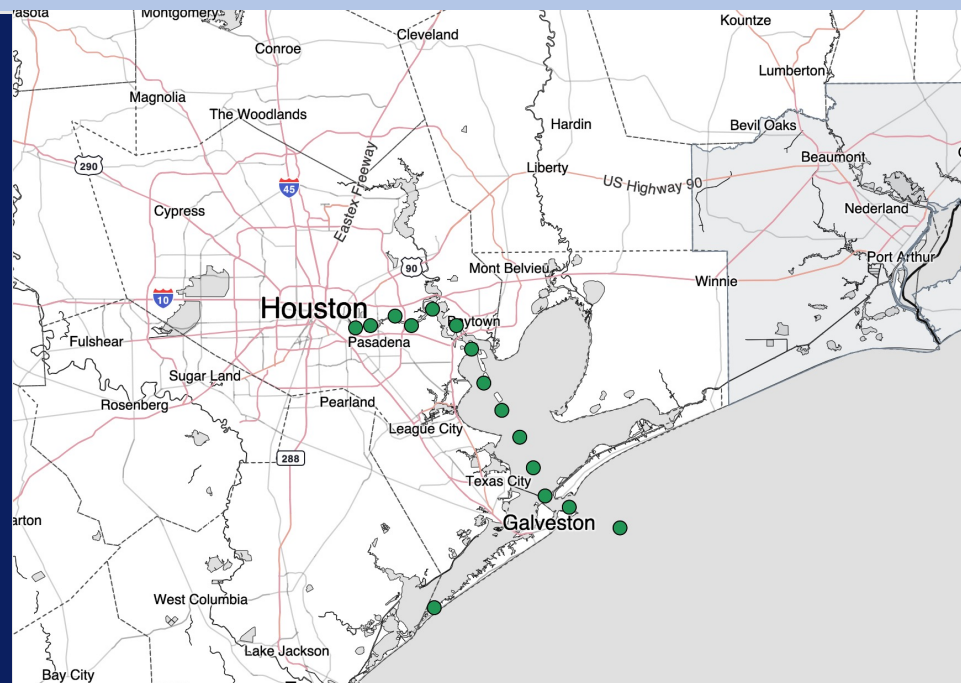 Montgomery
Kountze
Cleveland
Conroe
Lumberton
Magnolia
The Woodlands
Hardin
Bevil Oaks
Beaumont
290
Liberty
45
US Highway 90
Eastex Freeway
Cypress
Nederland
Port Arthur
90
Mont Belvieu
Winnie
10
Houston
Baytown
Fulshear
Pasadena
Sugar Land
Rosenberg
Pearland
League City
288
Texas City
Galveston
arton
West Columbia
Lake Jackson
Bay City